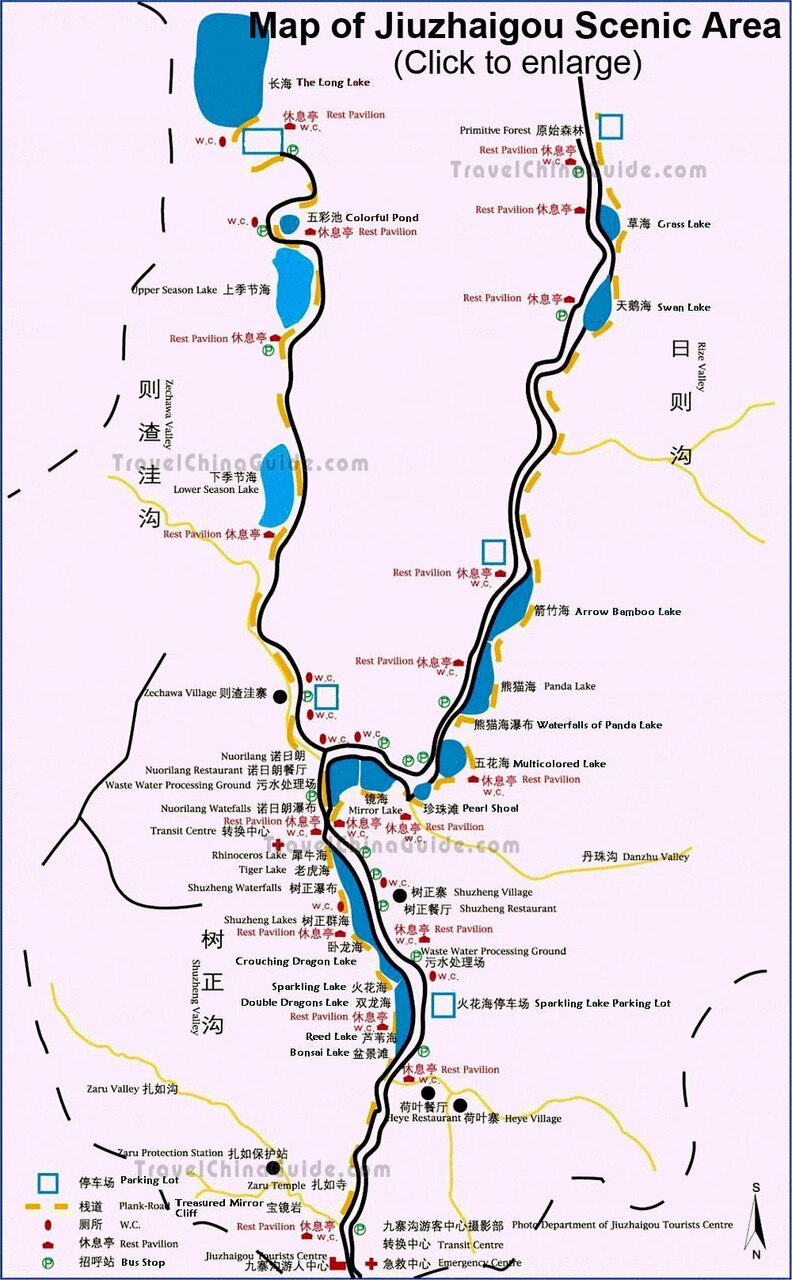 Map of Jiuzhaigou Scenic Area
(Click to enlarge)
长海 The Long Lake
休息亭 Rest Pavilion
W.C.
W.C.
P
Primitive Forest 原始森林
Rest Pavilion 休息亭
W.C.
P
TravelChinaGuide.com
W.C.
P
五彩池 Colorful Pond
休息亭 Rest Pavilion
Rest Pavilion 休息亭
草海 Grass Lake
Upper Season Lake 上季节海
Rest Pavilion 休息亭
P
天鹅海 Swan Lake
Rest Pavilion 休息亭
P
则渣洼沟
Zechawa Valley
日则沟
Rize Valley
TravelChinaGuide.com
下季节海
Lower Season Lake
Rest Pavilion 休息亭
Rest Pavilion 休息亭
W.C.
箭竹海 Arrow Bamboo Lake
Rest Pavilion 休息亭
W.C.
P
熊猫海 Panda Lake
熊猫海瀑布 Waterfalls of Panda Lake
Zechawa Village 则渣洼寨
W.C.
P
W.C.
W.C.
W.C.
P
P
P
五花海 Multicolored Lake
休息亭 Rest Pavilion
W.C.
Nuorilang 诺日朗
Nuorilang Restaurant 诺日朗餐厅
Waste Water Processing Ground 污水处理场
P
Nuorilang Watefalls 诺日朗瀑布
镜海
Mirror Lake
珍珠滩 Pearl Shoal
Rest Pavilion 休息亭
W.C.
休息亭
W.C.
休息亭 Rest Pavilion
W.C.
Transit Centre 转换中心
TravelChinaGuide.com
丹珠沟 Danzhu Valley
Rhinoceros Lake 犀牛海
P
Tiger Lake 老虎海
P
W.C.
Shuzheng Waterfalls 树正瀑布
树正寨 Shuzheng Village
W.C.
P
树正餐厅 Shuzheng Restaurant
Shuzheng Lakes 树正群海
Rest Pavilion 休息亭
休息亭 Rest Pavilion
W.C.
卧龙海
Crouching Dragon Lake
P
Waste Water Processing Ground
污水处理场
W.C.
树正沟
Shuzheng Valley
Sparkling Lake 火花海
Double Dragons Lake 双龙海
火花海停车场 Sparkling Lake Parking Lot
Rest Pavilion 休息亭
W.C.
Reed Lake 芦苇海
Bonsai Lake 盆景滩
P
休息亭 Rest Pavilion
W.C.
Zaru Valley 扎如沟
荷叶餐厅
Heye Restaurant 荷叶寨 Heye Village
Zaru Protection Station 扎如保护站
TravelChinaGuide.com
Zaru Temple 扎如寺
停车场 Parking Lot
栈道 Plank-Road
Treasured Mirror Cliff 宝镜岩
厕所 W.C.
休息亭 Rest Pavilion
P 招呼站 Bus Stop
Rest Pavilion 休息亭
W.C.
P
九寨沟游客中心摄影部 Photo Department of Jiuzhaigou Tourists Centre
转换中心 Transit Centre
Jiuzhaigou Tourists Centre
九寨沟游人中心
急救中心 Emergency Centre
S
N